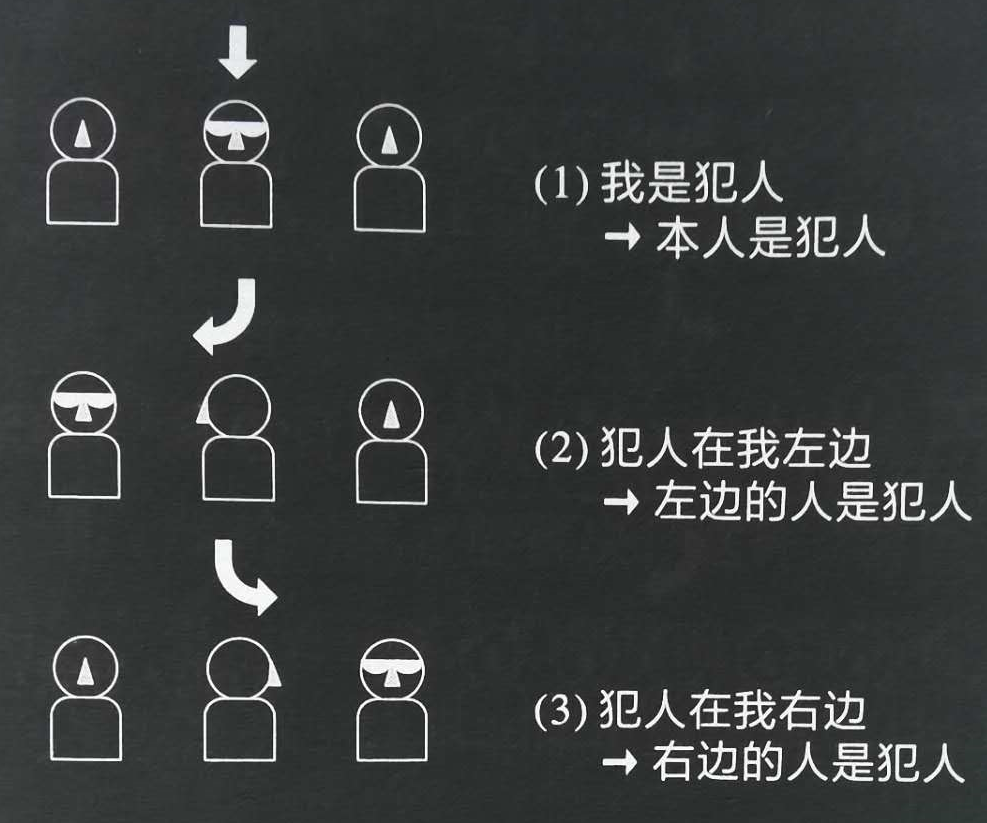 (1) 我是犯人
→ 本人是犯人
(2) 犯人在我左边
→ 左边的人是犯人
(3) 犯人在我右边
→ 右边的人是犯人